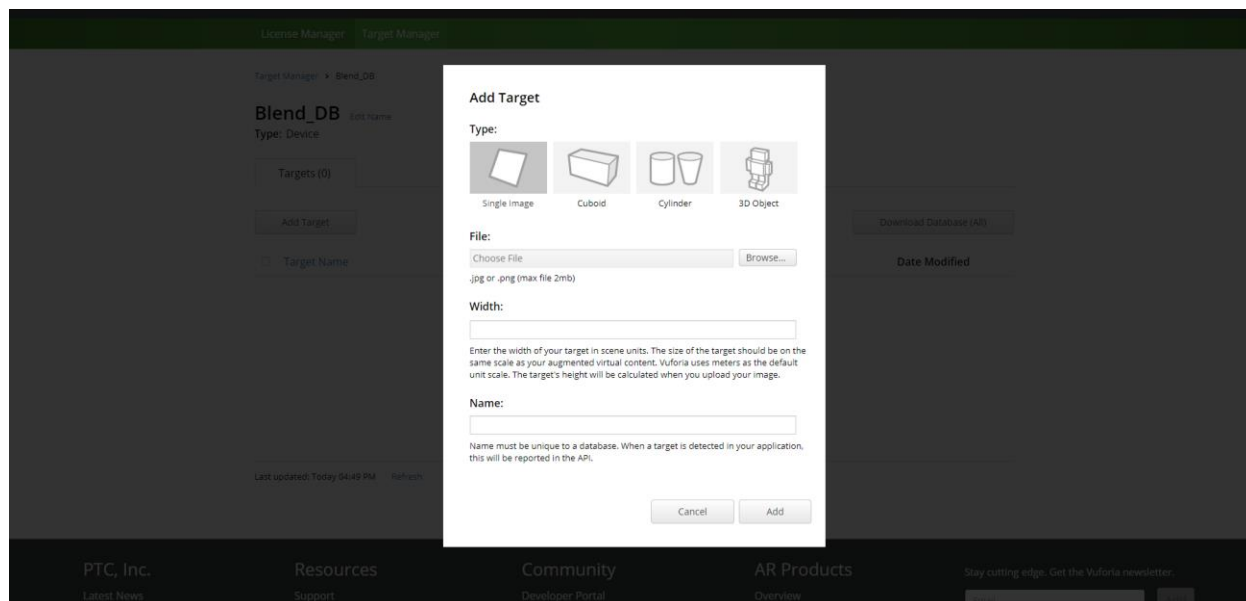 License Manager Target Manager
Target Manager > Blend_DB
Blend_DB Edit Name
Type: Device
Targets (0)
Add Target
Download Database (All)
Target Name
Date Modified
Last updated: Today 04:49 PM Refresh
Add Target
Type:
Single Image Cuboid Cylinder 3D Object
File:
Choose File Browse...
.jpg or .png (max file 2mb)
Width:
Enter the width of your target in scene units. The size of the target should be on the
same scale as your augmented virtual content. Vuforia uses meters as the default
unit scale. The target's height will be calculated when you upload your image.
Name:
Name must be unique to a database. When a target is detected in your application,
this will be reported in the API.
Cancel Add
PTC, Inc. Resources Community AR Products
Stay cutting edge. Get the Vuforia newsletter.
Latest News Support Developer Portal Overview